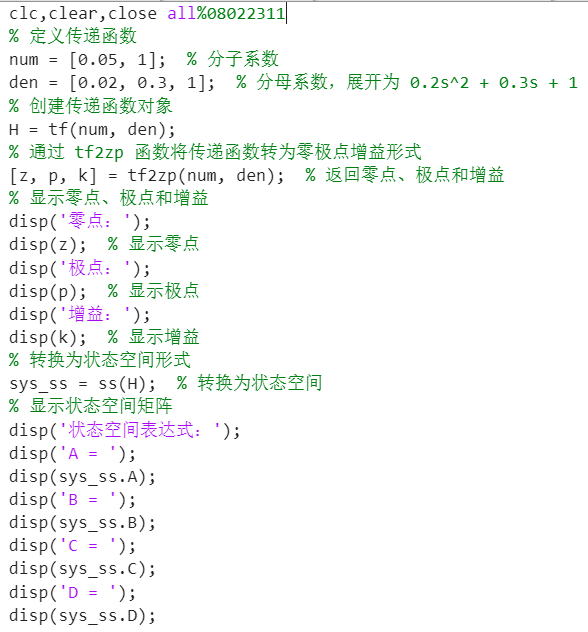 clc,clear,close all%08022311
% 定义传递函数
num = [0.05, 1];  % 分子系数
den = [0.02, 0.3, 1];  % 分母系数，展开为 0.2s^2 + 0.3s + 1
% 创建传递函数对象
H = tf(num, den);
% 通过 tf2zp 函数将传递函数转为零极点增益形式
[z, p, k] = tf2zp(num, den);  % 返回零点、极点和增益
% 显示零点、极点和增益
disp('零点：');
disp(z);  % 显示零点
disp('极点：');
disp(p);  % 显示极点
disp('增益：');
disp(k);  % 显示增益
% 转换为状态空间形式
sys_ss = ss(H);  % 转换为状态空间
% 显示状态空间矩阵
disp('状态空间表达式：');
disp('A = ');
disp(sys_ss.A);
disp('B = ');
disp(sys_ss.B);
disp('C = ');
disp(sys_ss.C);
disp('D = ');
disp(sys_ss.D);